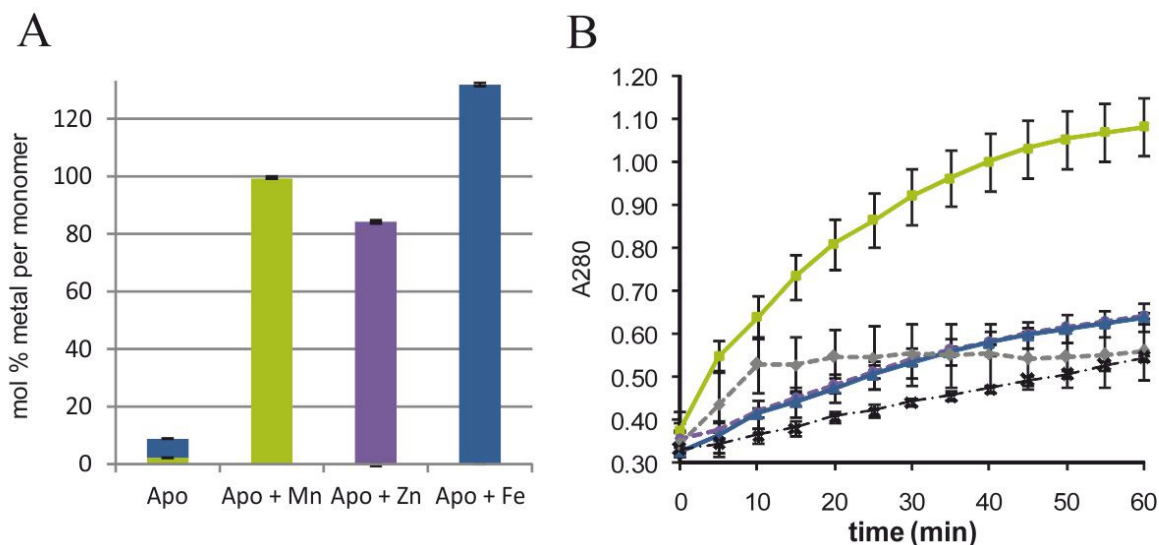 A
mol % metal per monomer
120
100
80
60
40
20
0
Apo
Apo + Mn
Apo + Zn
Apo + Fe
B
A280
1.20
1.10
1.00
0.90
0.80
0.70
0.60
0.50
0.40
0.30
0 10 20 30 40 50 60
time (min)